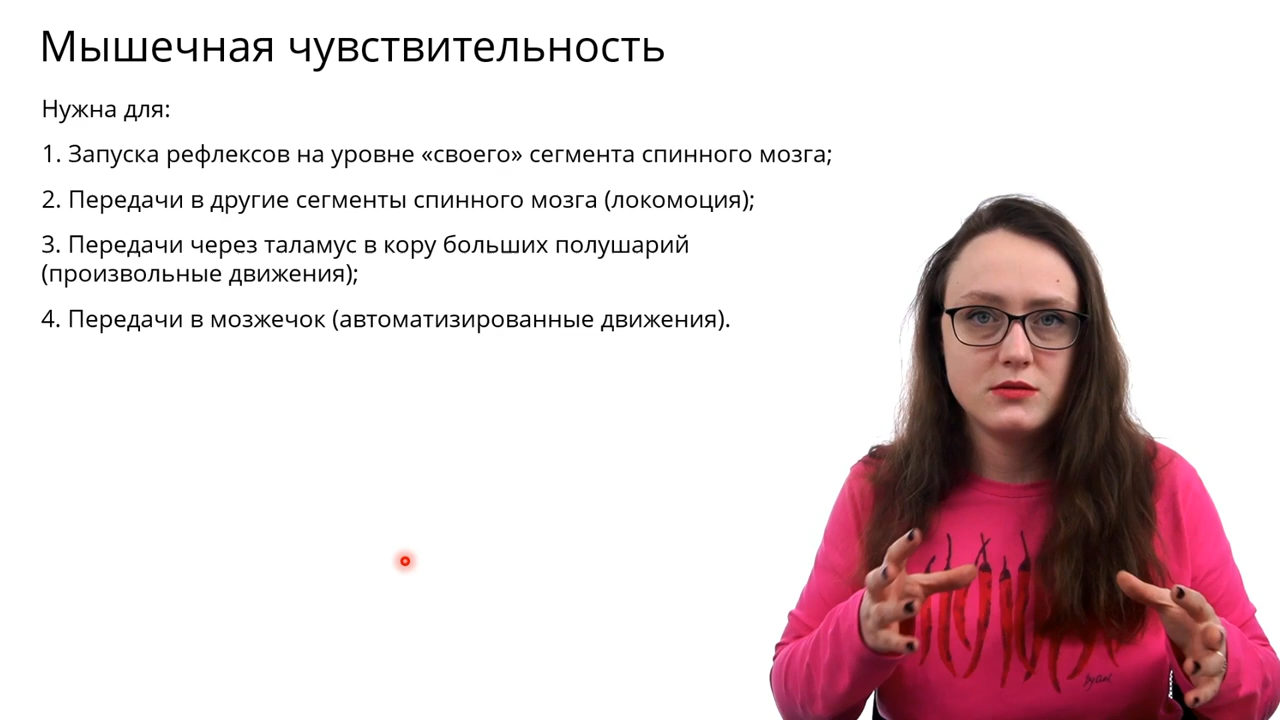 Мышечная чувствительность
Нужна для:
1. Запуска рефлексов на уровне «своего» сегмента спинного мозга;
2. Передачи в другие сегменты спинного мозга (локомоция);
3. Передачи через таламус в кору больших полушарий
(произвольные движения);
4. Передачи в мозжечок (автоматизированные движения).